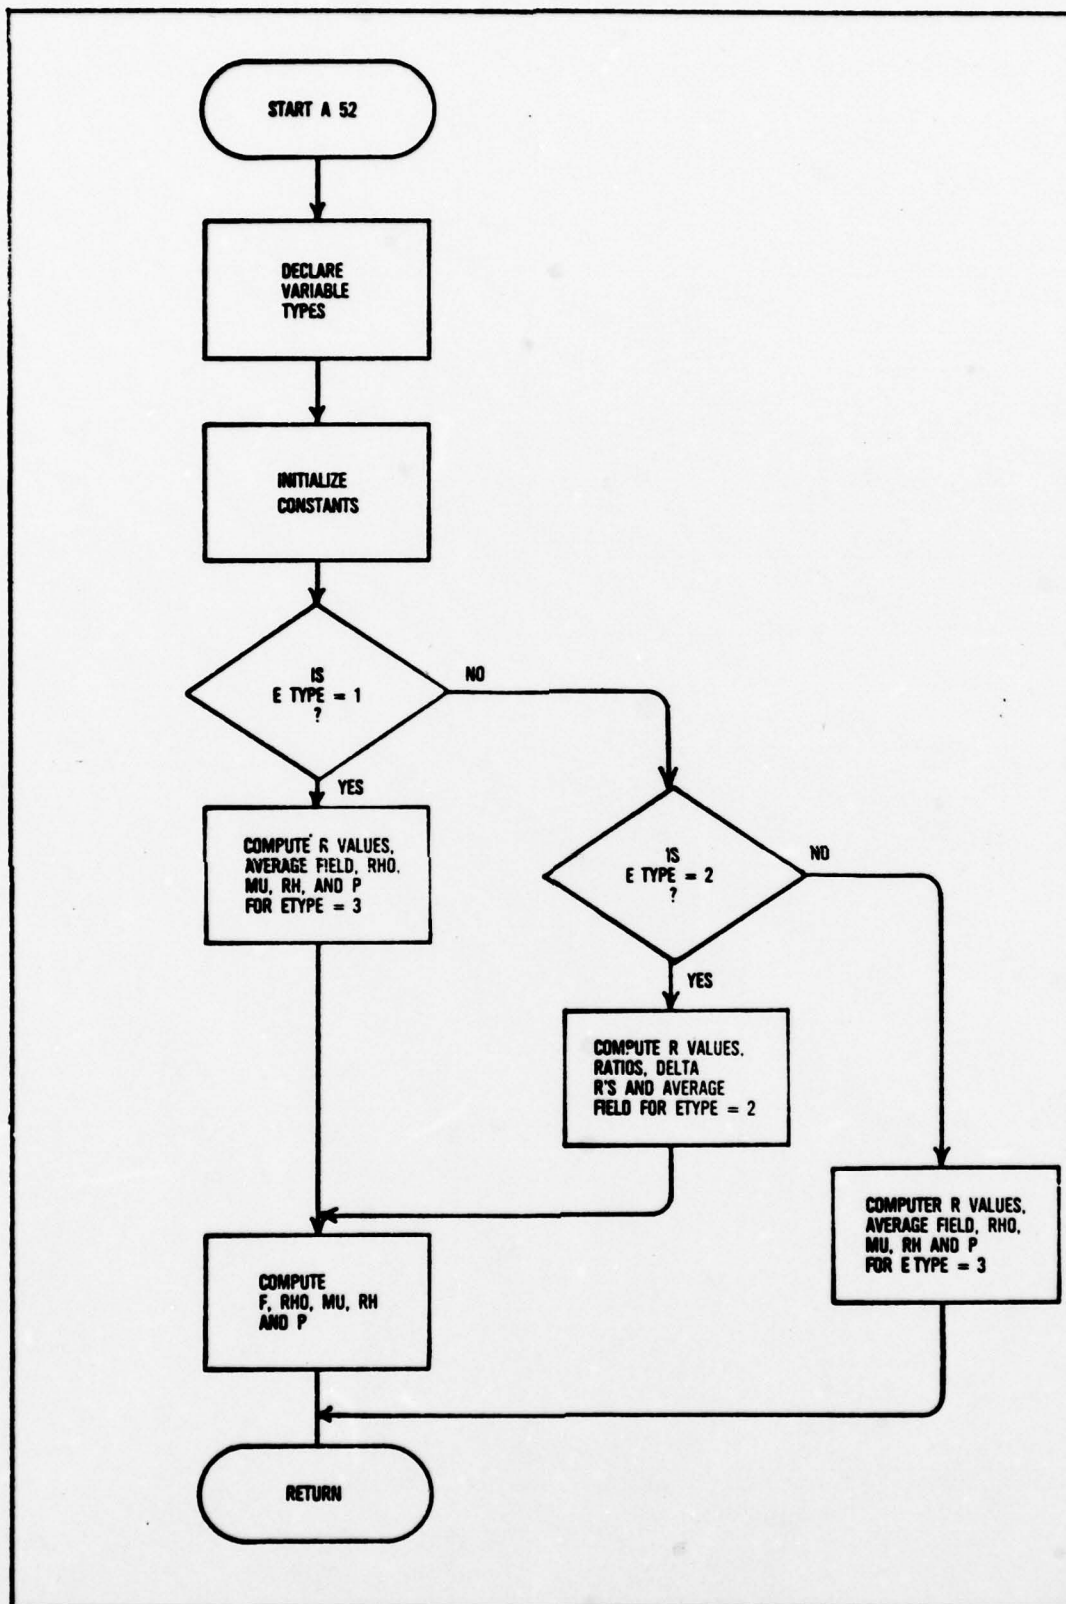 START A 52
DECLARE
VARIABLE
TYPES
INITIALIZE
CONSTANTS
IS
E TYPE = 1
?
NO
YES
COMPUTE R VALUES,
AVERAGE FIELD, RHO,
MU, RH, AND P
FOR ETYPE = 3
IS
E TYPE = 2
?
NO
YES
COMPUTE R VALUES,
RATIOS, DELTA
R'S AND AVERAGE
FIELD FOR ETYPE = 2
COMPUTER R VALUES,
AVERAGE FIELD, RHO,
MU, RH AND P
FOR E TYPE = 3
COMPUTE
F, RHO, MU, RH
AND P
RETURN